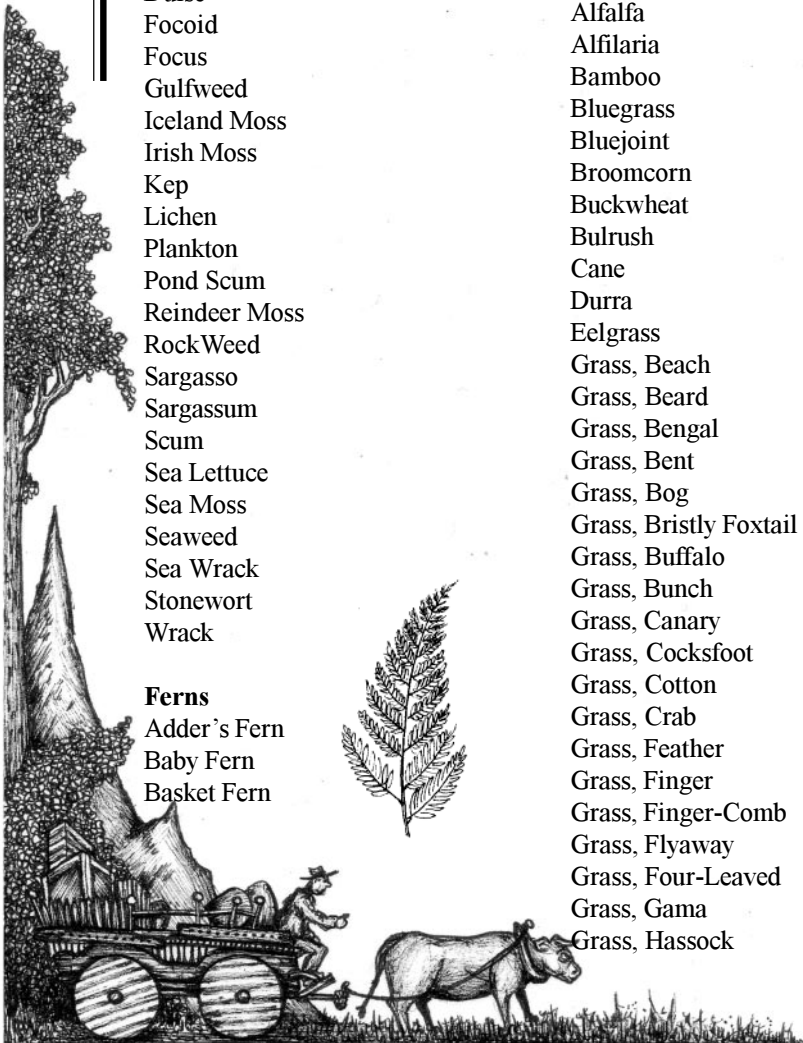 Focoid
Focus
Gulfweed
Iceland Moss
Irish Moss
Kep
Lichen
Plankton
Pond Scum
Reindeer Moss
RockWeed
Sargasso
Sargassum
Scum
Sea Lettuce
Sea Moss
Seaweed
Sea Wrack
Stonewort
Wrack
Ferns
Adder's Fern
Baby Fern
Basket Fern
Alfalfa
Alfilaria
Bamboo
Bluegrass
Bluejoint
Broomcorn
Buckwheat
Bulrush
Cane
Durra
Eelgrass
Grass, Beach
Grass, Beard
Grass, Bengal
Grass, Bent
Grass, Bog
Grass, Bristly Foxtail
Grass, Buffalo
Grass, Bunch
Grass, Canary
Grass, Cocksfoot
Grass, Cotton
Grass, Crab
Grass, Feather
Grass, Finger
Grass, Finger-Comb
Grass, Flyaway
Grass, Four-Leaved
Grass, Gama
Grass, Hassock